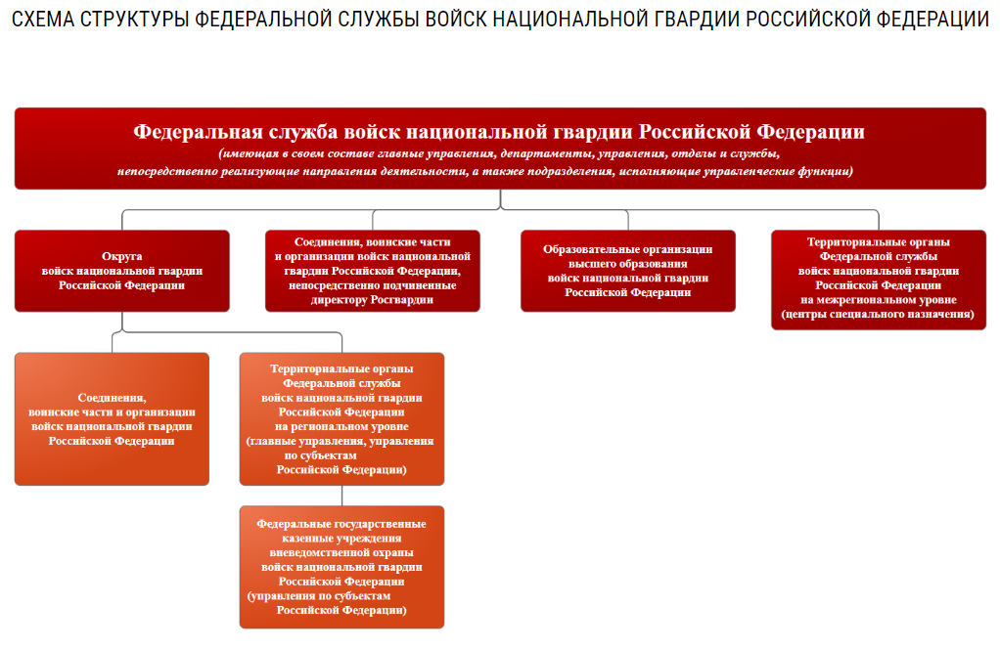 СХЕМА СТРУКТУРЫ ФЕДЕРАЛЬНОЙ СЛУЖБЫ ВОЙСК НАЦИОНАЛЬНОЙ ГВАРДИИ РОССИЙСКОЙ ФЕДЕРАЦИИ
Федеральная служба войск национальной гвардии Российской Федерации
(имеющая в своем составе главные управления, департаменты, управления, отделы и службы,
непосредственно реализующие направления деятельности, а также подразделения, исполняющие управленческие функции)
Округа
войск национальной гвардии
Российской Федерации
Соединения, воинские части
и организации войск национальной
гвардии Российской Федерации,
непосредственно подчиненные
директору Росгвардии
Образовательные организации
высшего образования
войск национальной гвардии
Российской Федерации
Территориальные органы
Федеральной службы
войск национальной гвардии
Российской Федерации
на межрегиональном уровне
(центры специального назначения)
Соединения,
воинские части и организации
войск национальной гвардии
Российской Федерации
Территориальные органы
Федеральной службы
войск национальной гвардии
Российской Федерации
на региональном уровне
(главные управления, управления
по субъектам
Российской Федерации)
Федеральные государственные
казенные учреждения
вневедомственной охраны
войск национальной гвардии
Российской Федерации
(управления по субъектам
Российской Федерации)